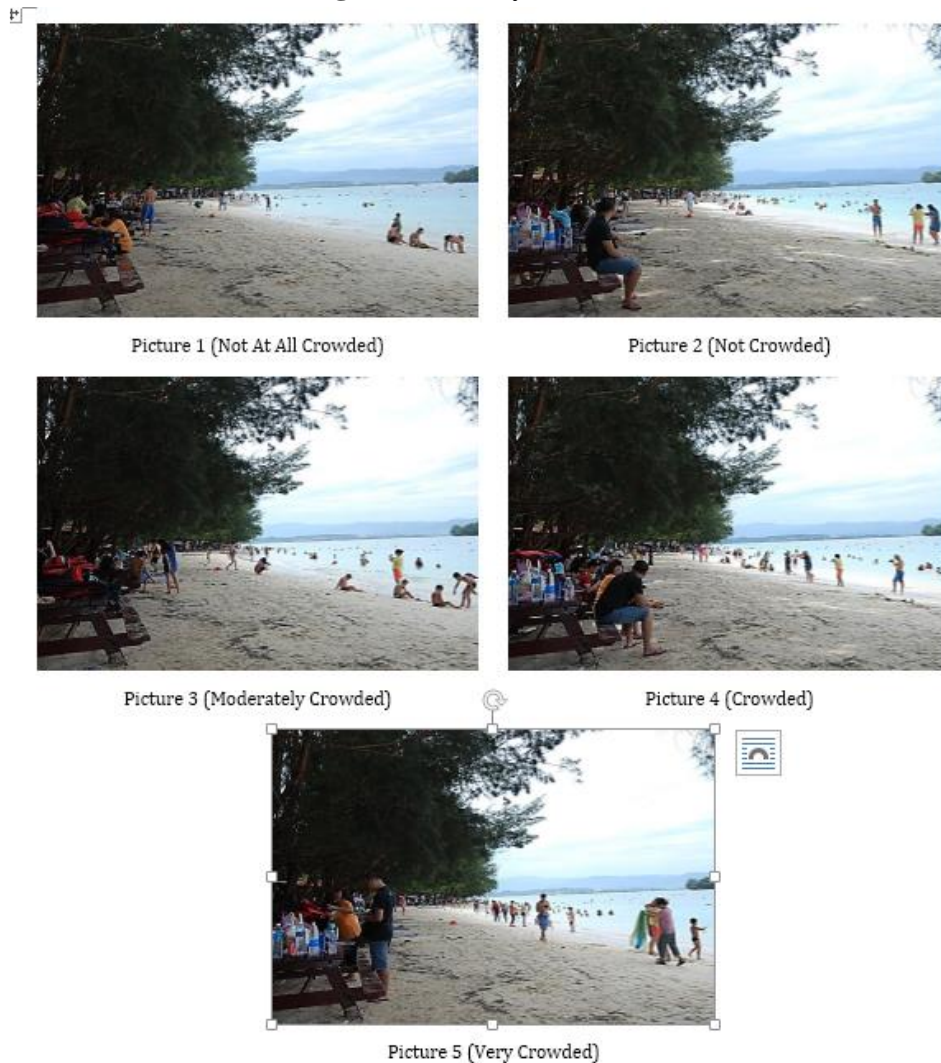 Picture 1 (Not At All Crowded)
Picture 2 (Not Crowded)
Picture 3 (Moderately Crowded)
Picture 4 (Crowded)
Picture 5 (Very Crowded)